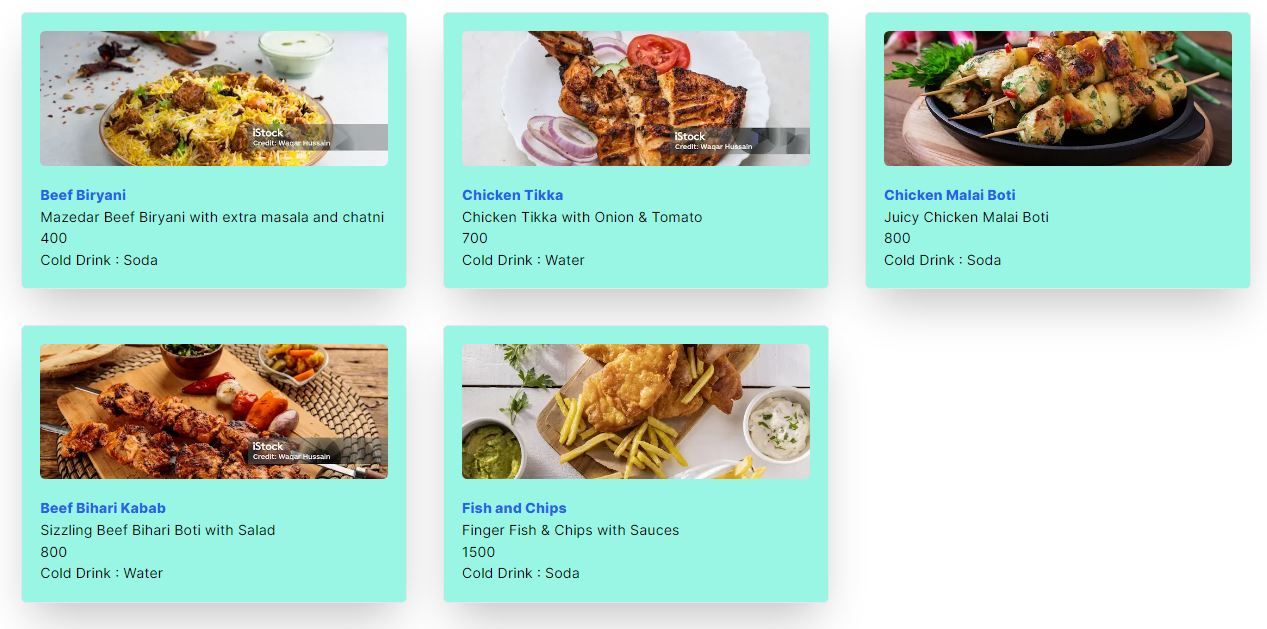 iStock
Credit: Waqar Hussain
Beef Biryani
Mazedar Beef Biryani with extra masala and chatni
400
Cold Drink : Soda
iStock
Credit: Waqar Hussain
Chicken Tikka
Chicken Tikka with Onion & Tomato
700
Cold Drink : Water
Chicken Malai Boti
Juicy Chicken Malai Boti
800
Cold Drink : Soda
iStock
Credit: Waqar Hussain
Beef Bihari Kabab
Sizzling Beef Bihari Boti with Salad
800
Cold Drink : Water
Fish and Chips
Finger Fish & Chips with Sauces
1500
Cold Drink : Soda